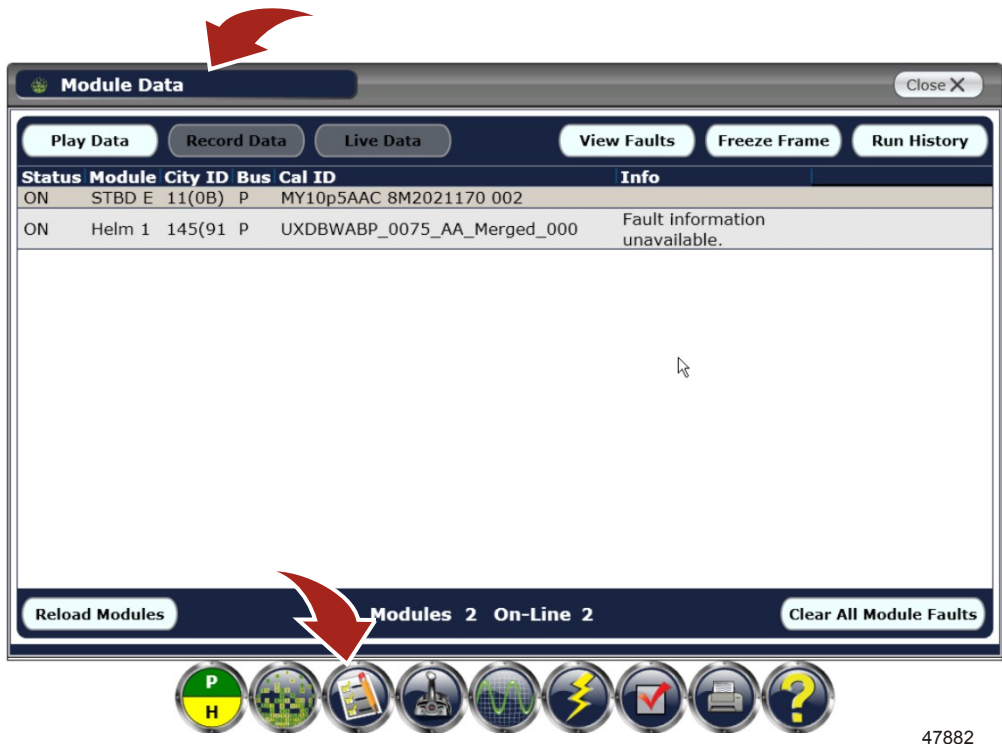 Module Data
Close X
Play Data Record Data Live Data View Faults Freeze Frame Run History
Status Module City ID Bus Cal ID Info
ON STBD E 11(0B) P MY10p5AAC 8M2021170 002
ON Helm 1 145(91 P UXDBWABP_0075_AA_Merged_000 Fault information
unavailable.
Reload Modules Modules 2 On-Line 2 Clear All Module Faults
P
H
?
47882